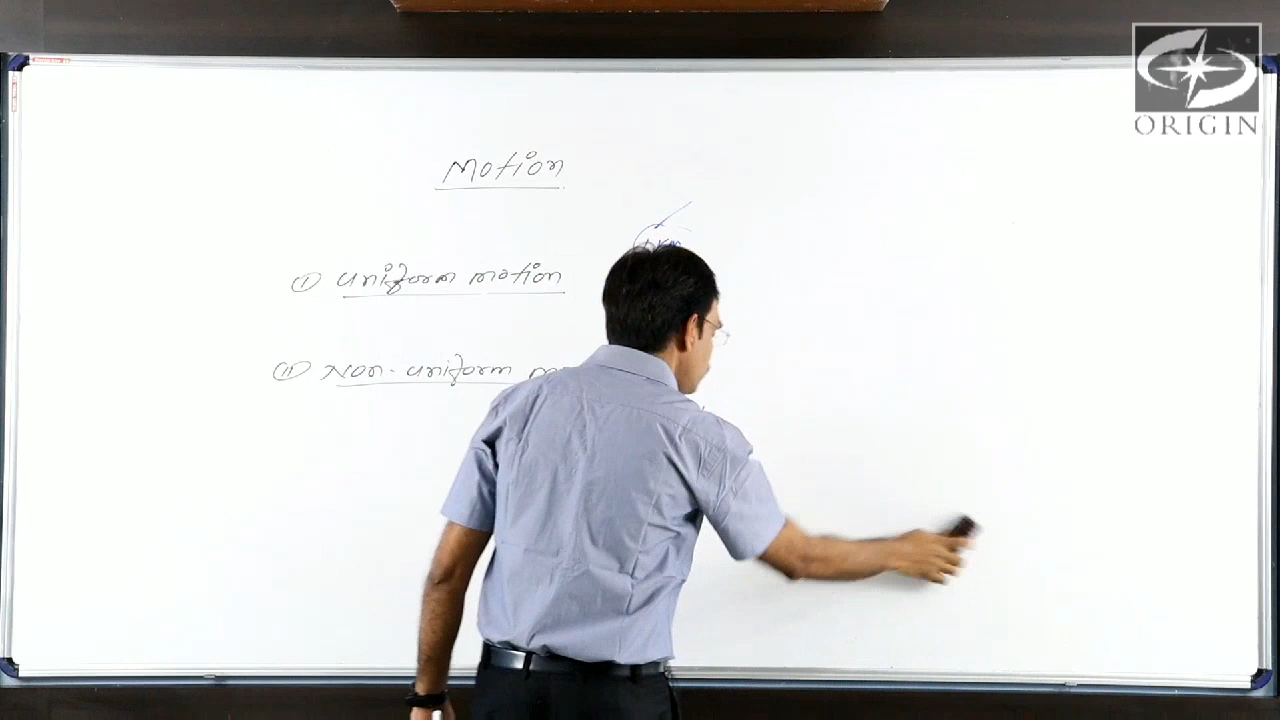 ORIGIN
Motion
(i) Uniform motion
(ii) Non-uniform